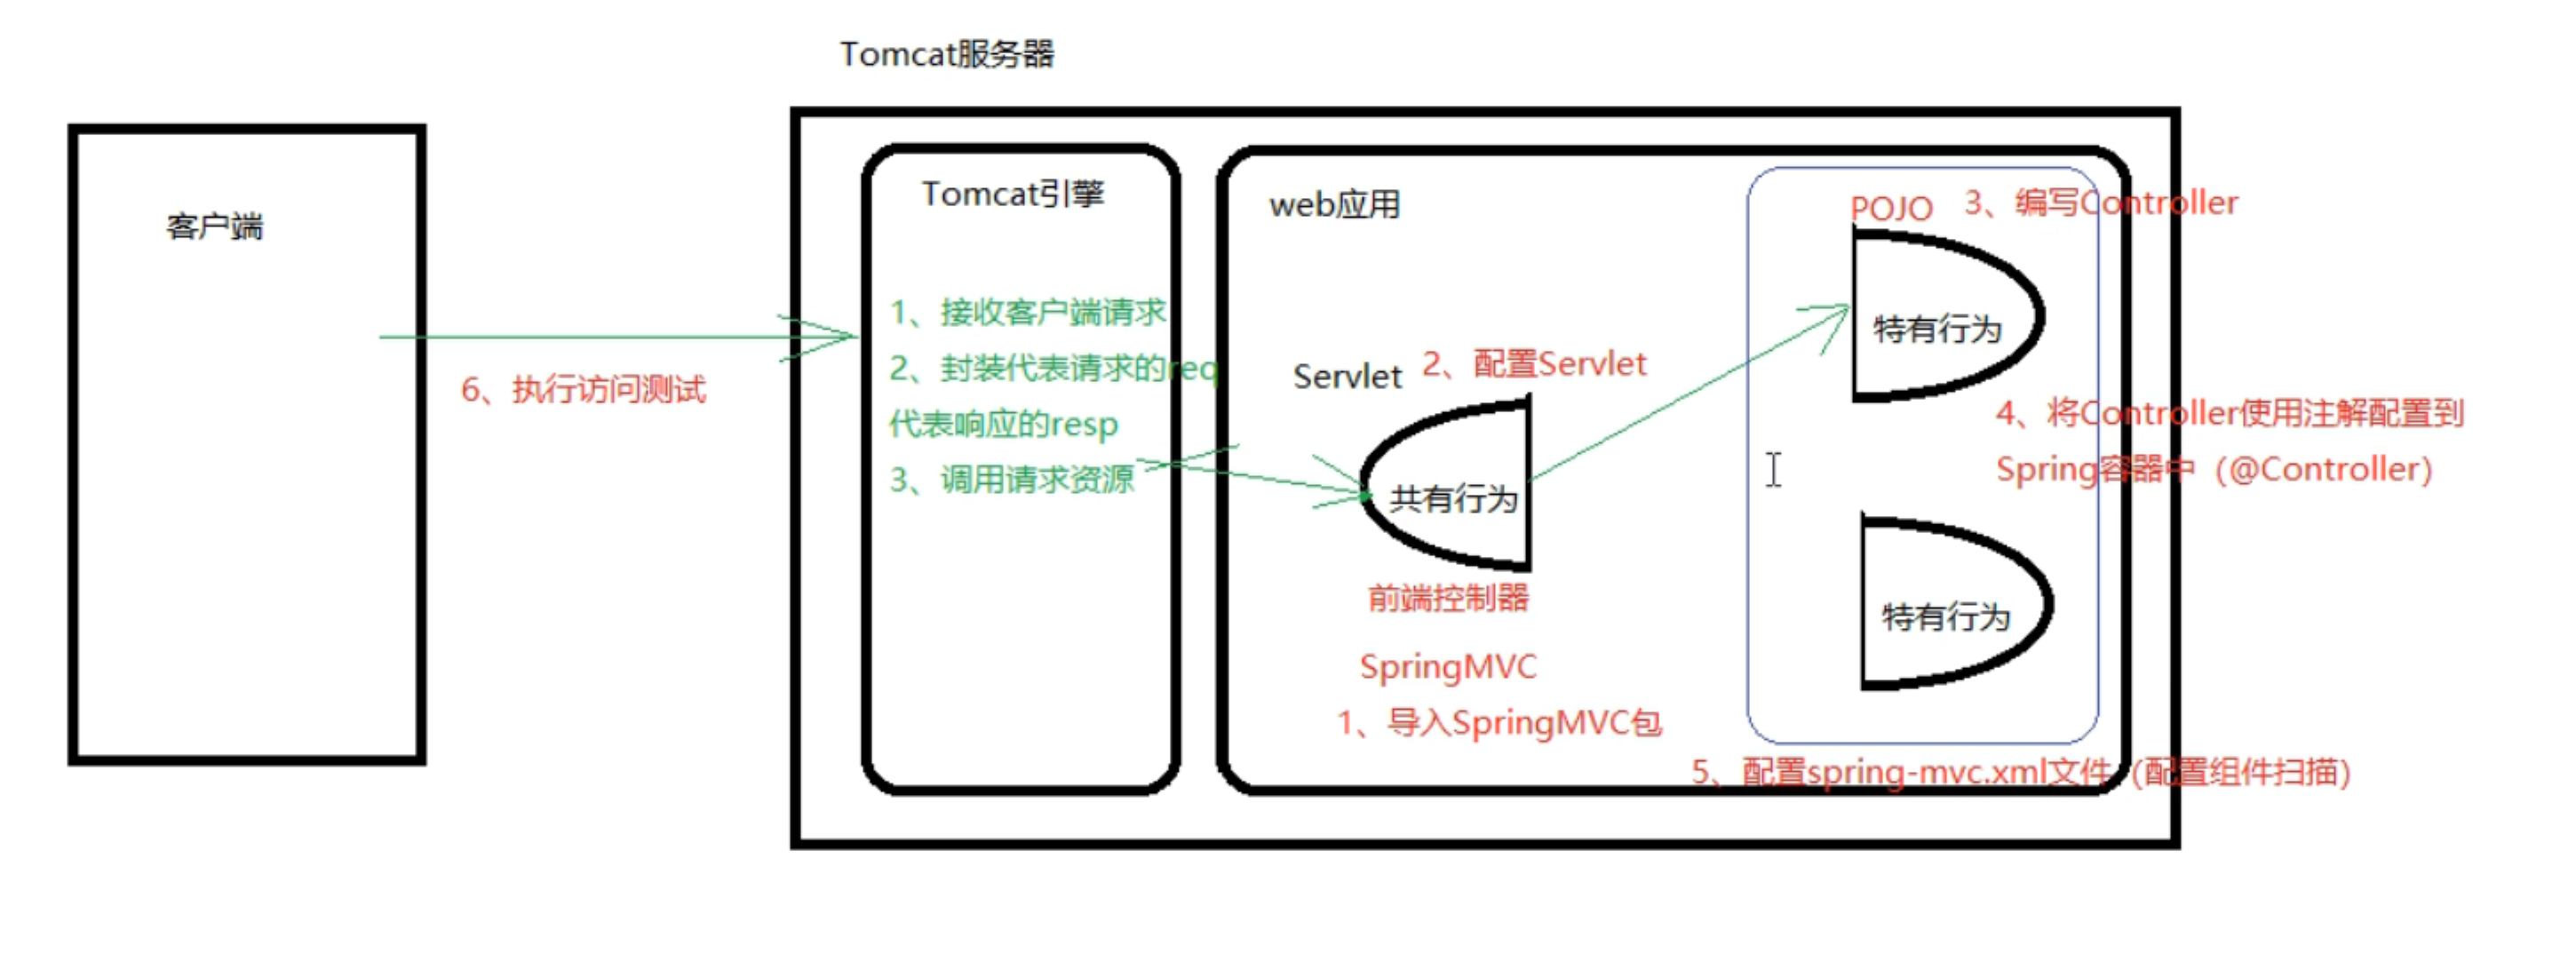 Tomcat服务器
客户端
6、执行访问测试
Tomcat引擎
1、接收客户端请求
2、封装代表请求的req
代表响应的resp
3、调用请求资源
web应用
Servlet
2、配置Servlet
共有行为
前端控制器
SpringMVC
1、导入SpringMVC包
POJO
3、编写Controller
特有行为
4、将Controller使用注解配置到
Spring容器中（@Controller）
特有行为
5、配置spring-mvc.xml文件（配置组件扫描）